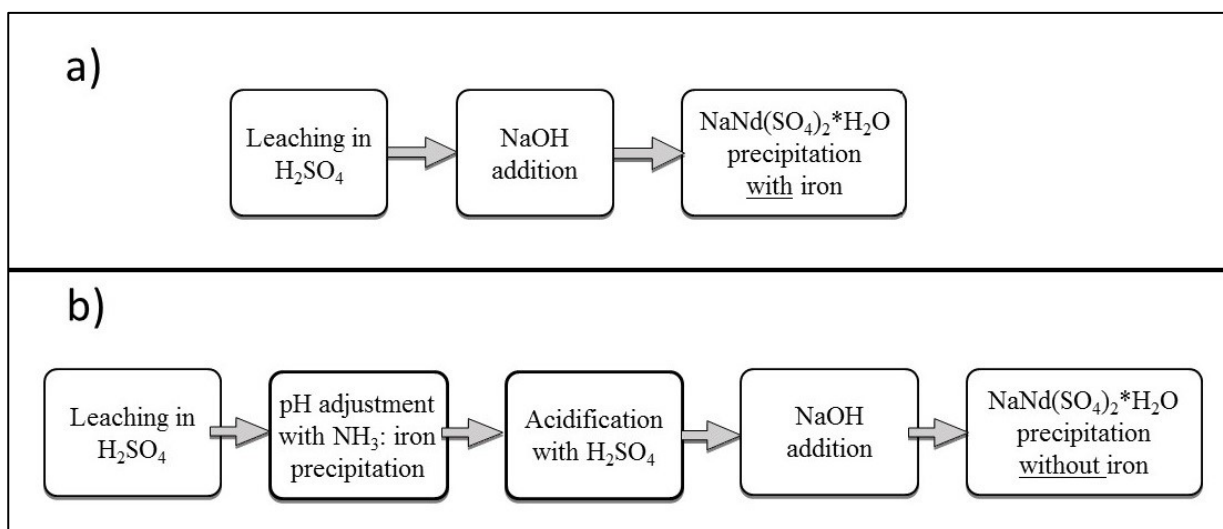 a)
Leaching in
H₂SO₄
NaOH
addition
NaNd(SO₄)₂*H₂O
precipitation
with iron
b)
Leaching in
H₂SO₄
pH adjustment
with NH₃: iron
precipitation
Acidification
with H₂SO₄
NaOH
addition
NaNd(SO₄)₂*H₂O
precipitation
without iron